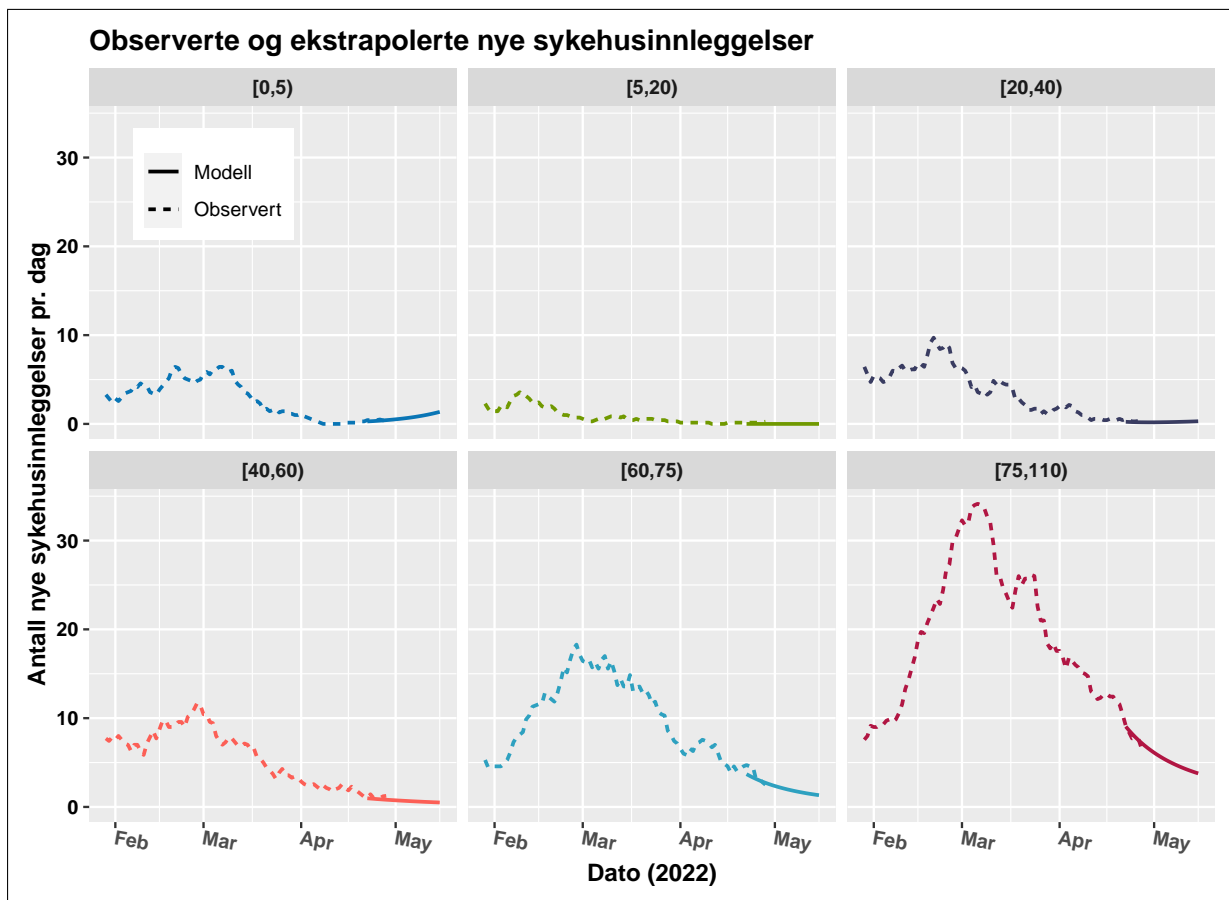 Observerte og ekstrapolerte nye sykehusinnleggelser
[0,5)
[5,20)
[20,40)
Modell
Observert
30
20
10
0
[40,60)
[60,75)
[75,110)
30
20
10
0
Feb
Mar
Apr
May
Feb
Mar
Apr
May
Feb
Mar
Apr
May
Antall nye sykehusinnleggelser pr. dag
Dato (2022)